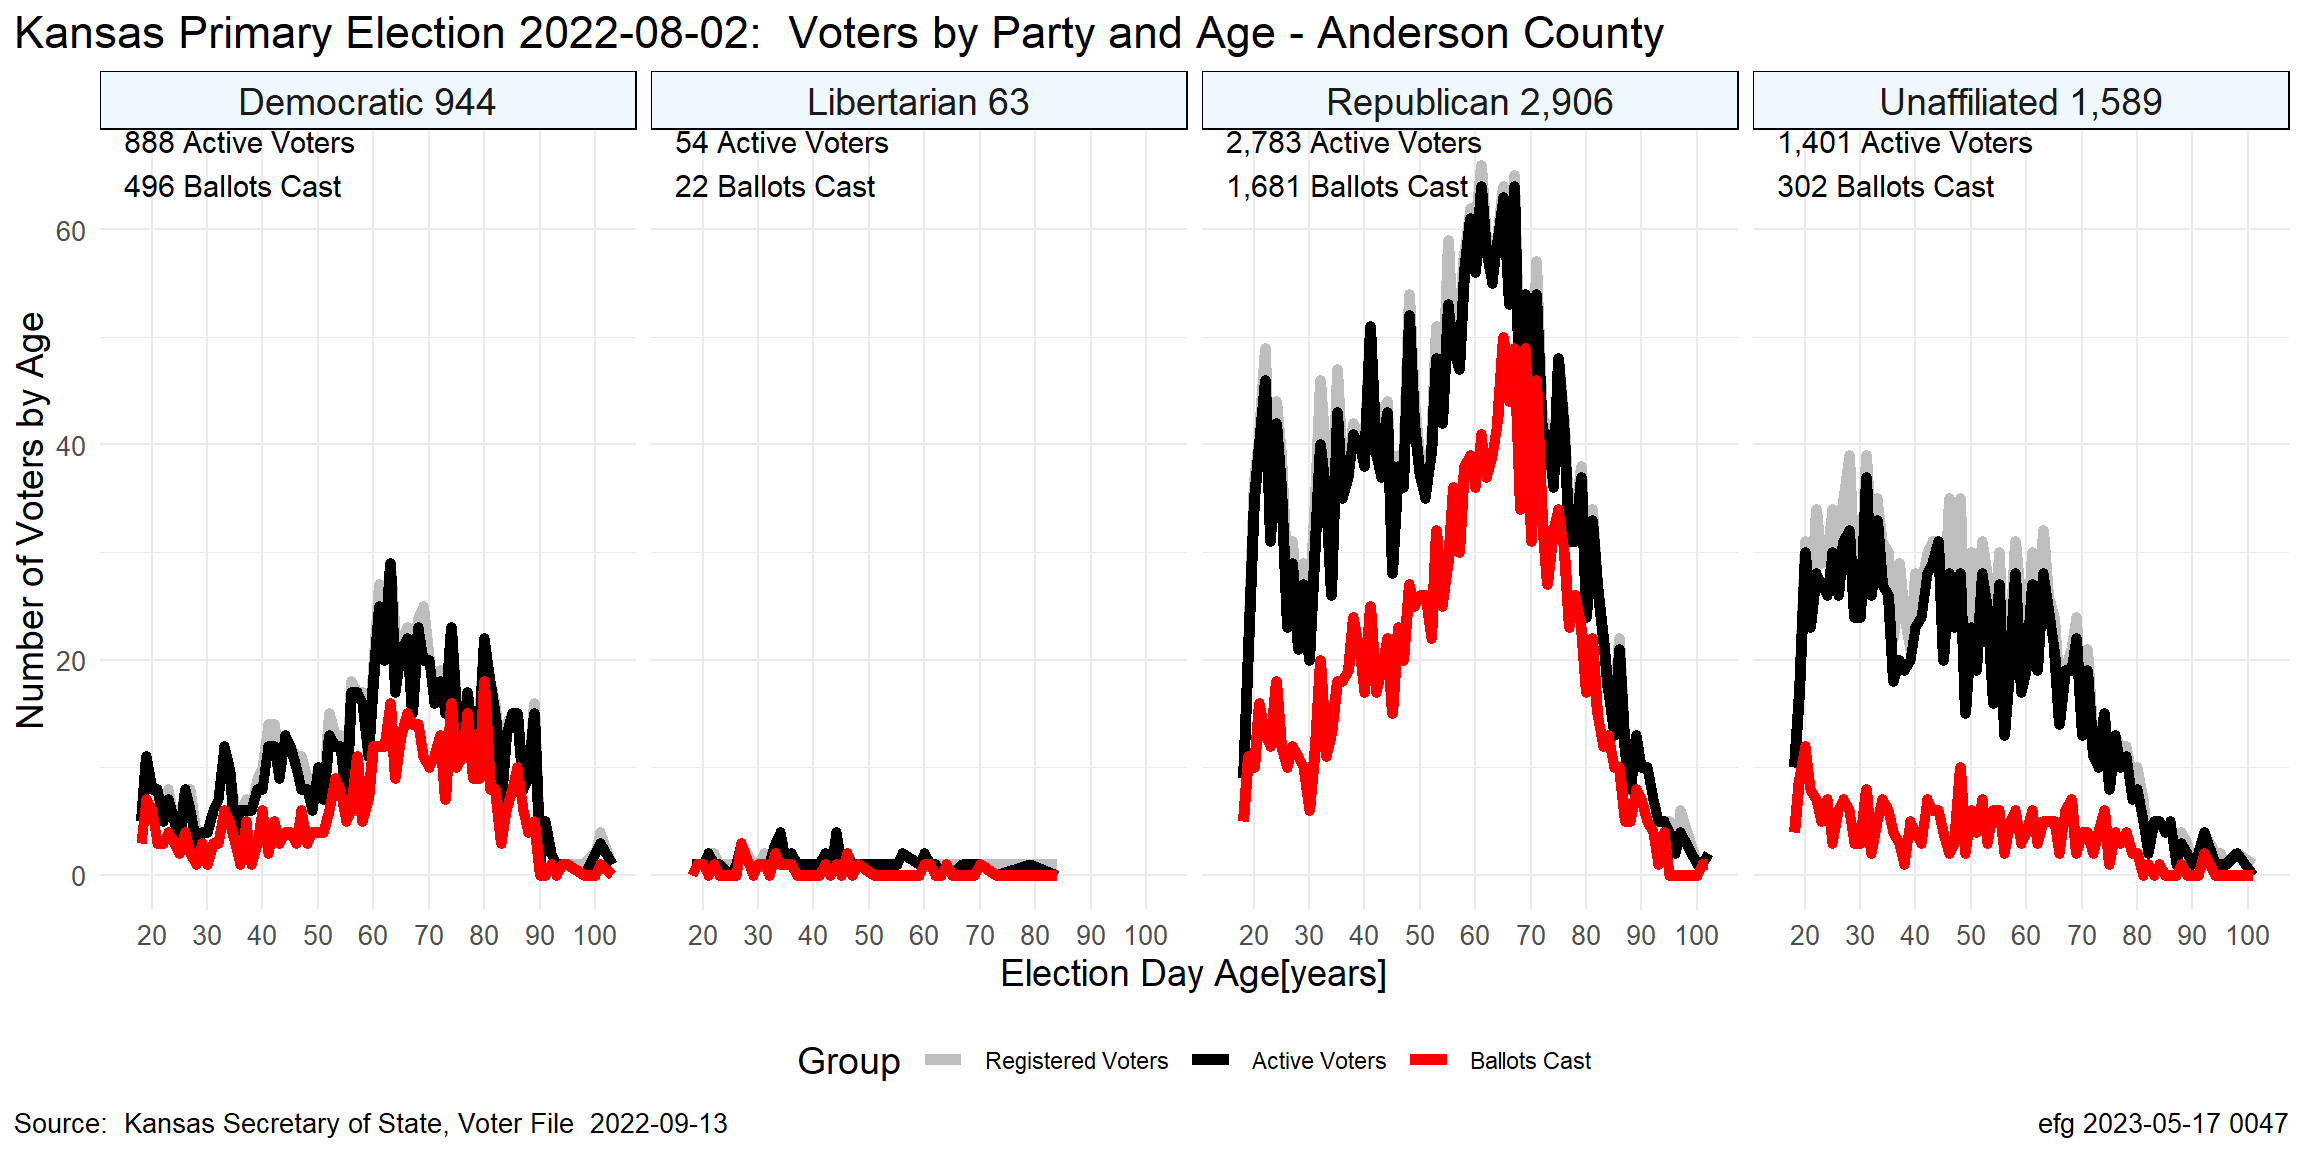 Kansas Primary Election 2022-08-02:  Voters by Party and Age - Anderson County
Democratic 944
Libertarian 63
Republican 2,906
Unaffiliated 1,589
888 Active Voters
496 Ballots Cast
54 Active Voters
22 Ballots Cast
2,783 Active Voters
1,681 Ballots Cast
1,401 Active Voters
302 Ballots Cast
Number of Voters by Age
60
40
20
0
20 30 40 50 60 70 80 90 100
20 30 40 50 60 70 80 90 100
20 30 40 50 60 70 80 90 100
20 30 40 50 60 70 80 90 100
Election Day Age[years]
Group Registered Voters Active Voters Ballots Cast
Source:  Kansas Secretary of State, Voter File  2022-09-13
efg 2023-05-17 0047